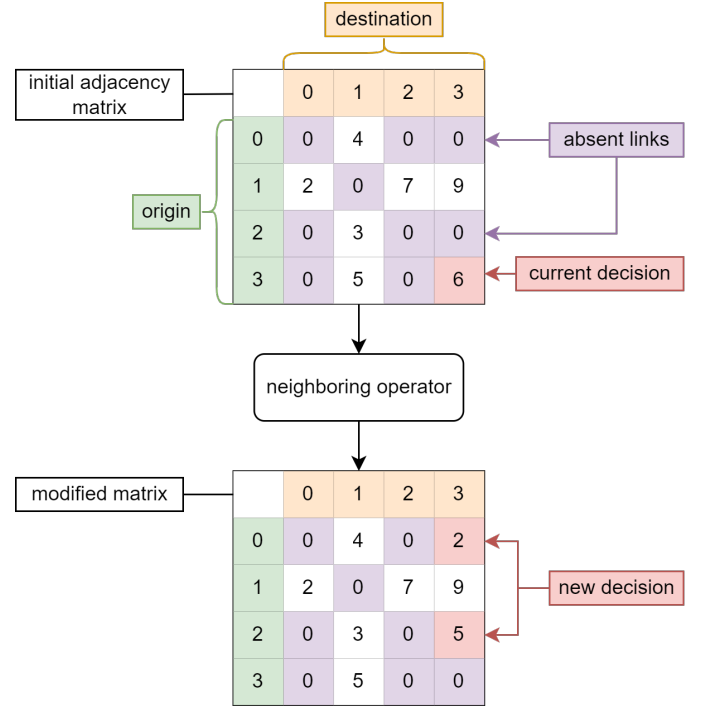 destination
initial adjacency
matrix
0 1 2 3
0 0 4 0 0
absent links
1 2 0 7 9
origin
2 0 3 0 0
3 0 5 0 6
current decision
neighboring operator
modified matrix
0 1 2 3
0 0 4 0 2
1 2 0 7 9
new decision
2 0 3 0 5
3 0 5 0 0